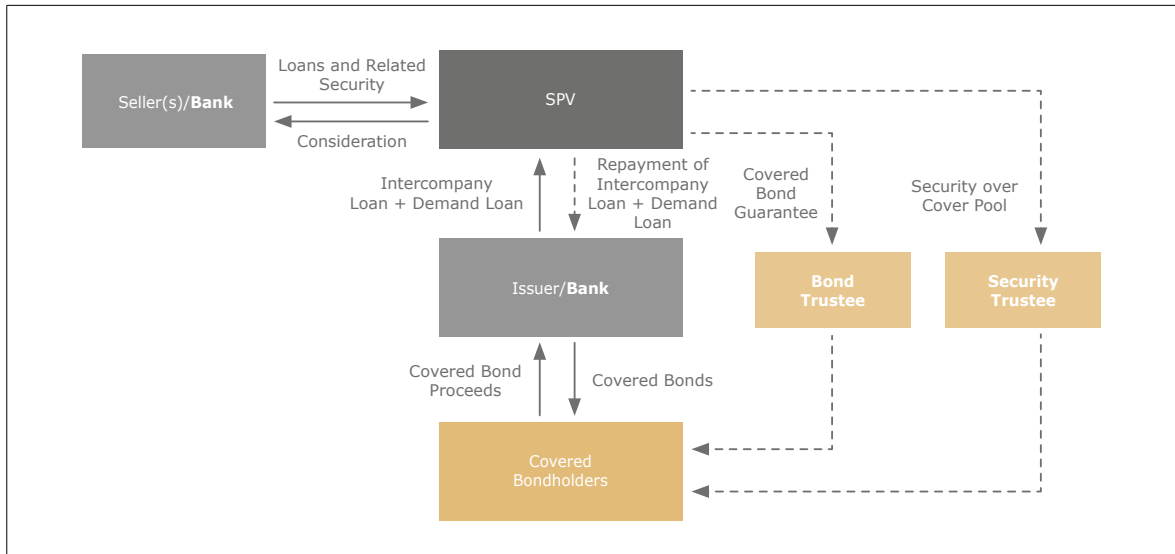 Seller(s)/Bank
Loans and Related
Security
Consideration
SPV
Intercompany
Loan + Demand Loan
Repayment of
Intercompany
Loan + Demand
Loan
Covered
Bond
Guarantee
Security over
Cover Pool
Issuer/Bank
Bond
Trustee
Security
Trustee
Covered Bond
Proceeds
Covered Bonds
Covered
Bondholders